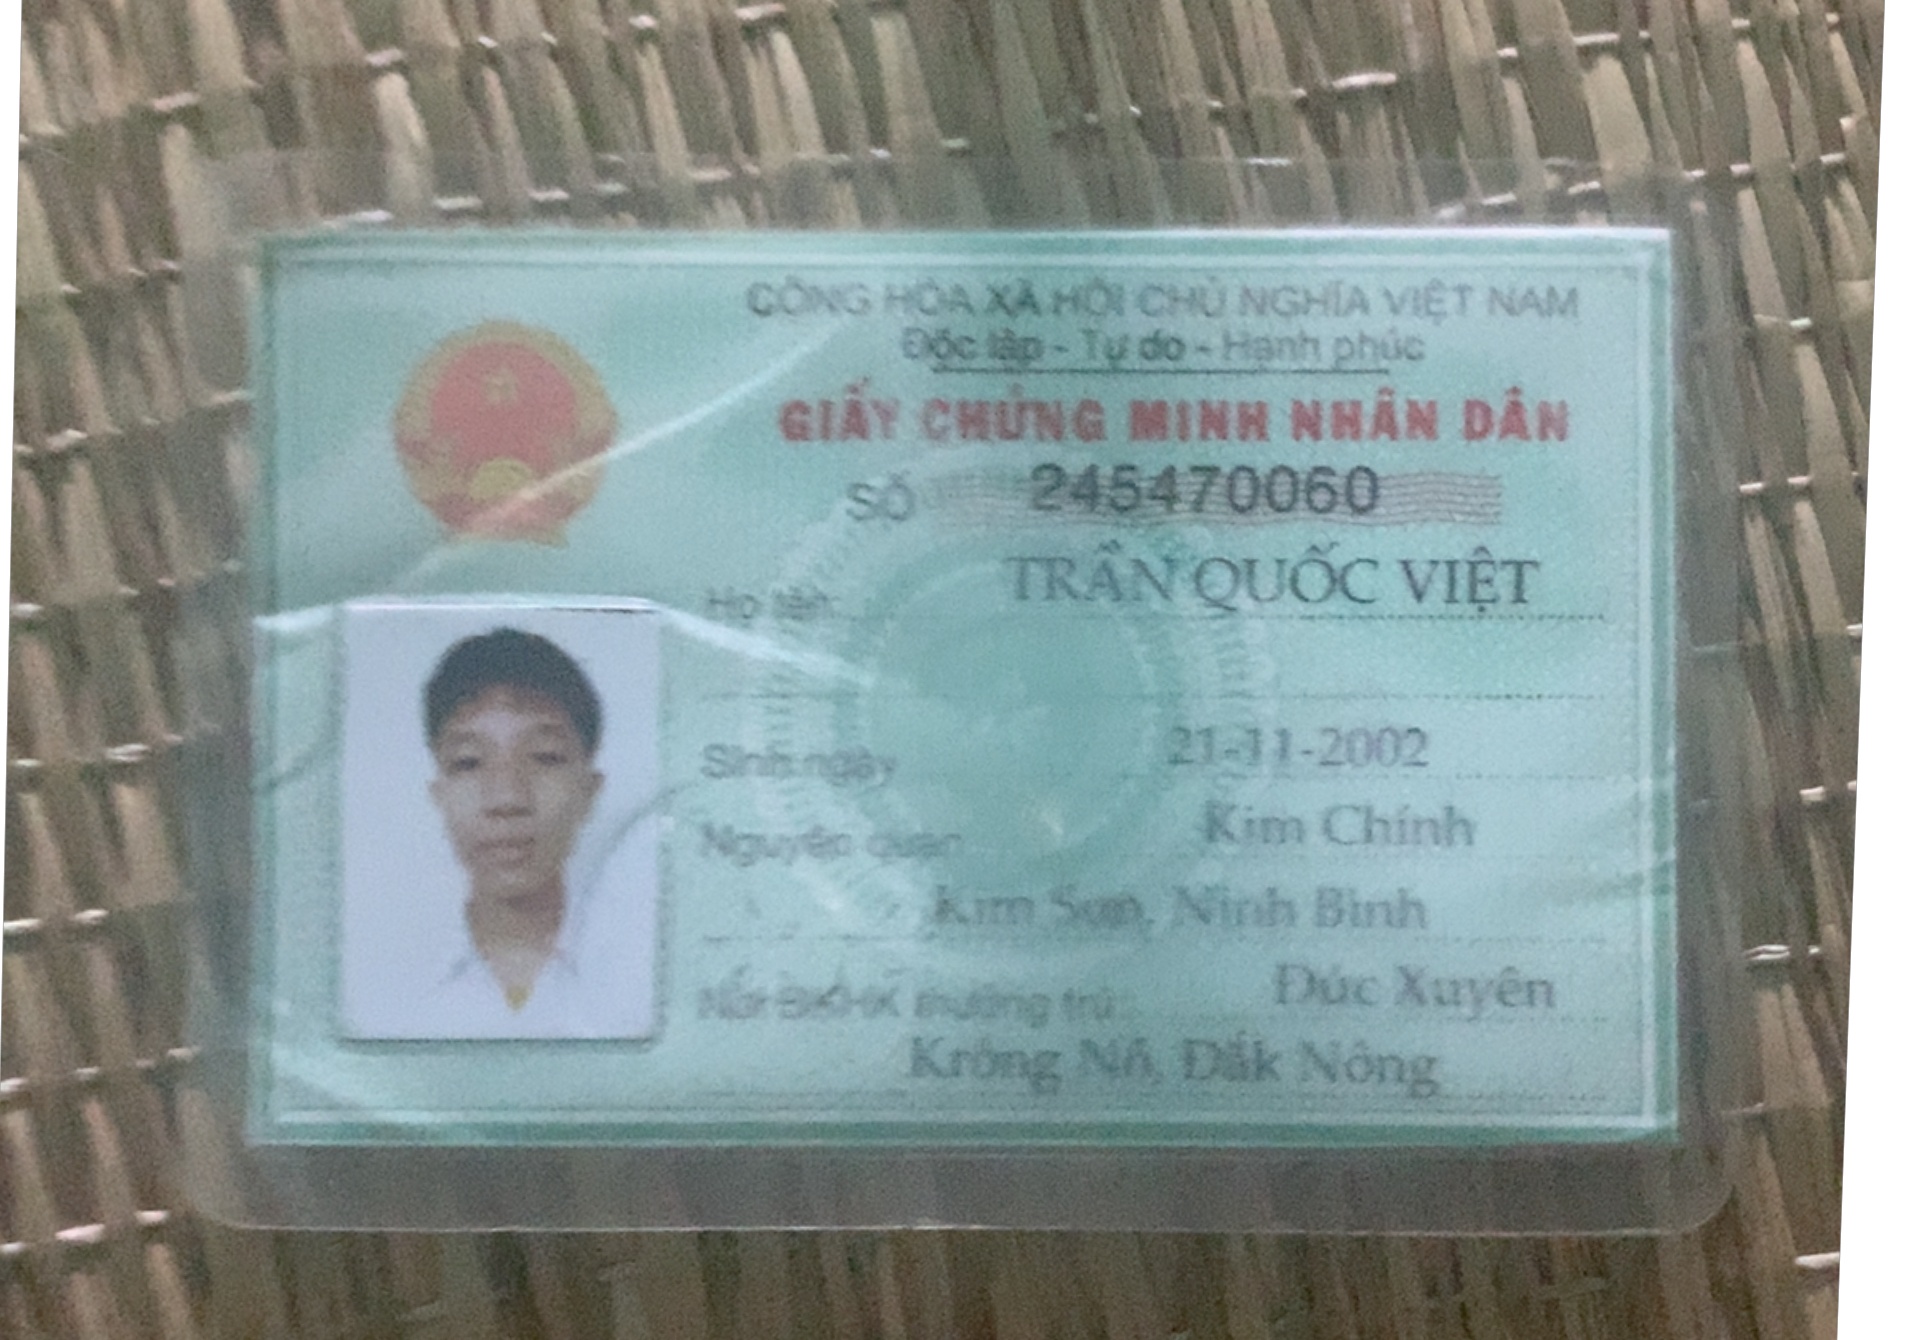 CỘNG HÒA XÃ HỘI CHỦ NGHĨA VIỆT NAM
Độc lập - Tự do - Hạnh phúc
GIẤY CHỨNG MINH NHÂN DÂN
SỐ 245470060
Họ tên: TRẦN QUỐC VIỆT
Sinh ngày 21-11-2002
Nguyên quán Kim Chính
Kim Sơn, Ninh Bình
Nơi ĐKHK thường trú Đức Xuyên
Krông Nô, Đắk Nông